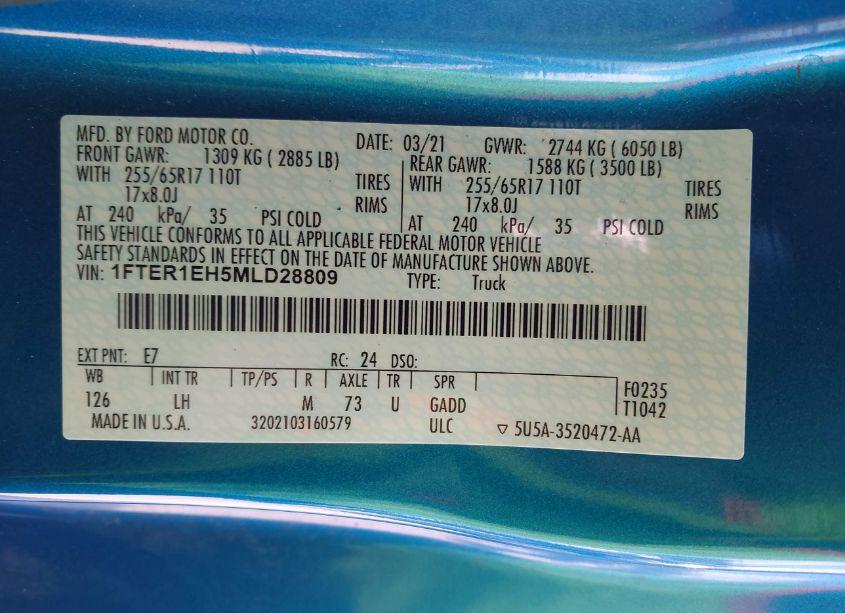 MFD. BY FORD MOTOR CO. DATE: 03/21 GVWR: 2744 KG ( 6050 LB)
FRONT GAWR: 1309 KG ( 2885 LB) REAR GAWR: 1588 KG ( 3500 LB)
WITH 255/65R17 110T TIRES WITH 255/65R17 110T TIRES
17x8.0J RIMS 17x8.0J RIMS
AT 240 kPa/ 35 PSI COLD AT 240 kPa/ 35 PSI COLD
THIS VEHICLE CONFORMS TO ALL APPLICABLE FEDERAL MOTOR VEHICLE
SAFETY STANDARDS IN EFFECT ON THE DATE OF MANUFACTURE SHOWN ABOVE.
VIN: 1FTER1EH5MLD28809 TYPE: Truck
EXT PNT: E7 RC: 24 DSO:
WB INT TR TP/PS R AXLE TR SPR F0235
126 LH M 73 U GADD T1042
MADE IN U.S.A. 3202103160579 ULC ▽ 5U5A-3520472-AA